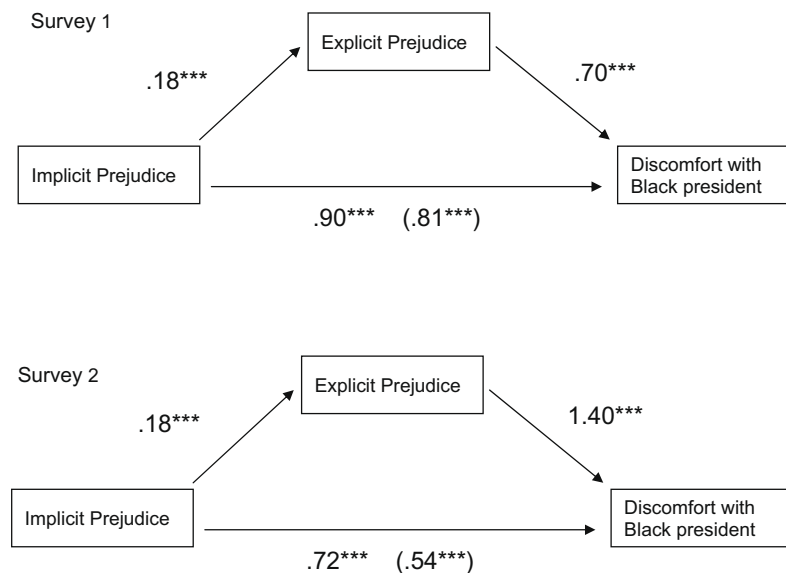 Survey 1
Explicit Prejudice
.18***
.70***
Implicit Prejudice
Discomfort with
Black president
.90*** (.81***)
Survey 2
Explicit Prejudice
.18***
1.40***
Implicit Prejudice
Discomfort with
Black president
.72*** (.54***)